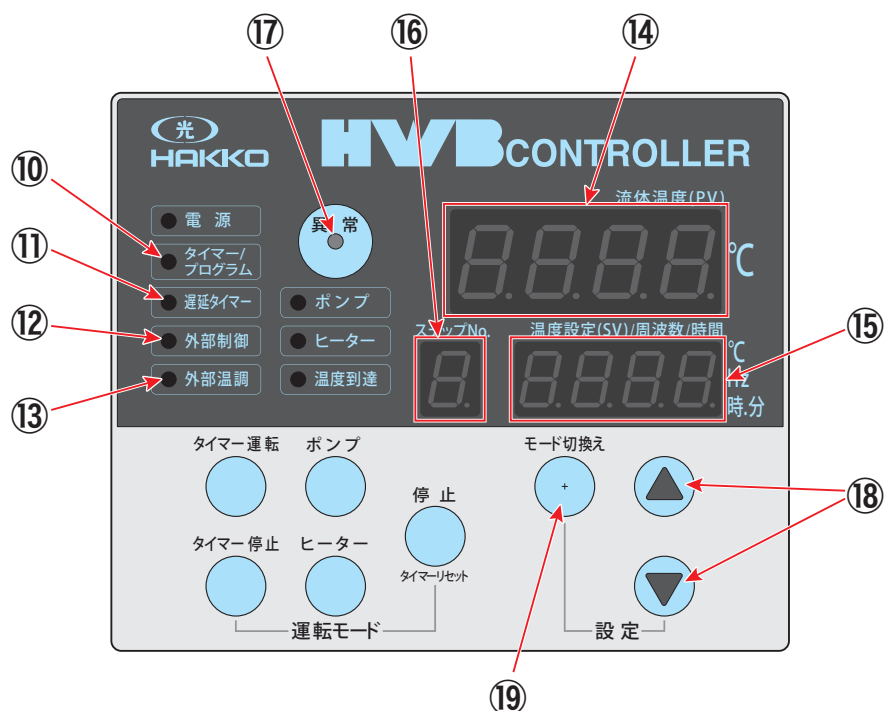 ⑰ ⑯ ⑭
光
HAKKO
HWB CONTROLLER
流体温度(PV)
⑩
電 源
異 常
タイマー/
プログラム
℃
⑪
遅延タイマー
ポンプ
⑫
外部制御
ヒーター
ステップNo.
温度設定(SV)/周波数/時間
⑮
℃
Hz
時.分
⑬
外部温調
温度到達
タイマー運転
ポンプ
モード切換え
+
⑱
停 止
タイマーリセット
タイマー停止
ヒーター
運転モード
設 定
⑲